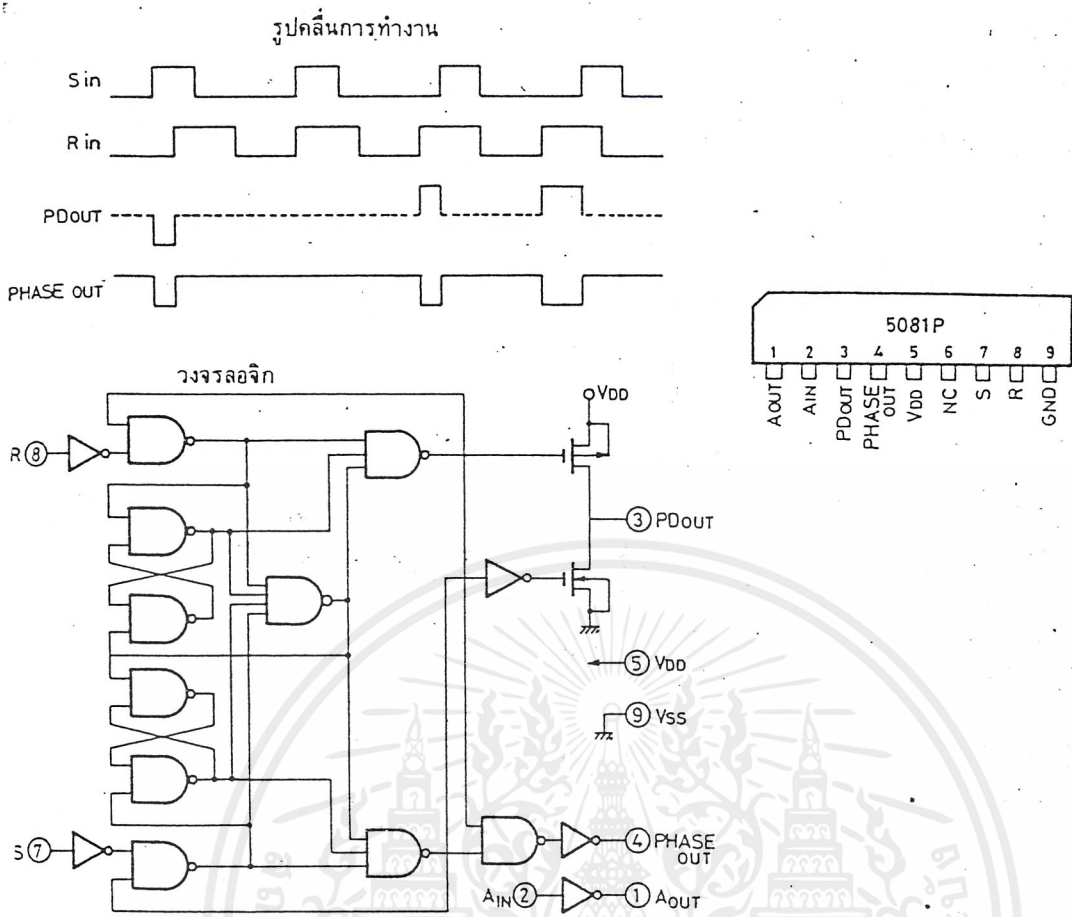 รูปคลื่นการทำงาน
S in
R in
PDOUT
PHASE OUT
5081P
1 2 3 4 5 6 7 8 9
AOUT
AIN
PDOUT
PHASE OUT
VDD
NC
S
R
GND
วงจรลอจิก
VDD
R 8
3 PDOUT
5 VDD
9 VSS
S 7
4 PHASE OUT
AIN 2
1 AOUT